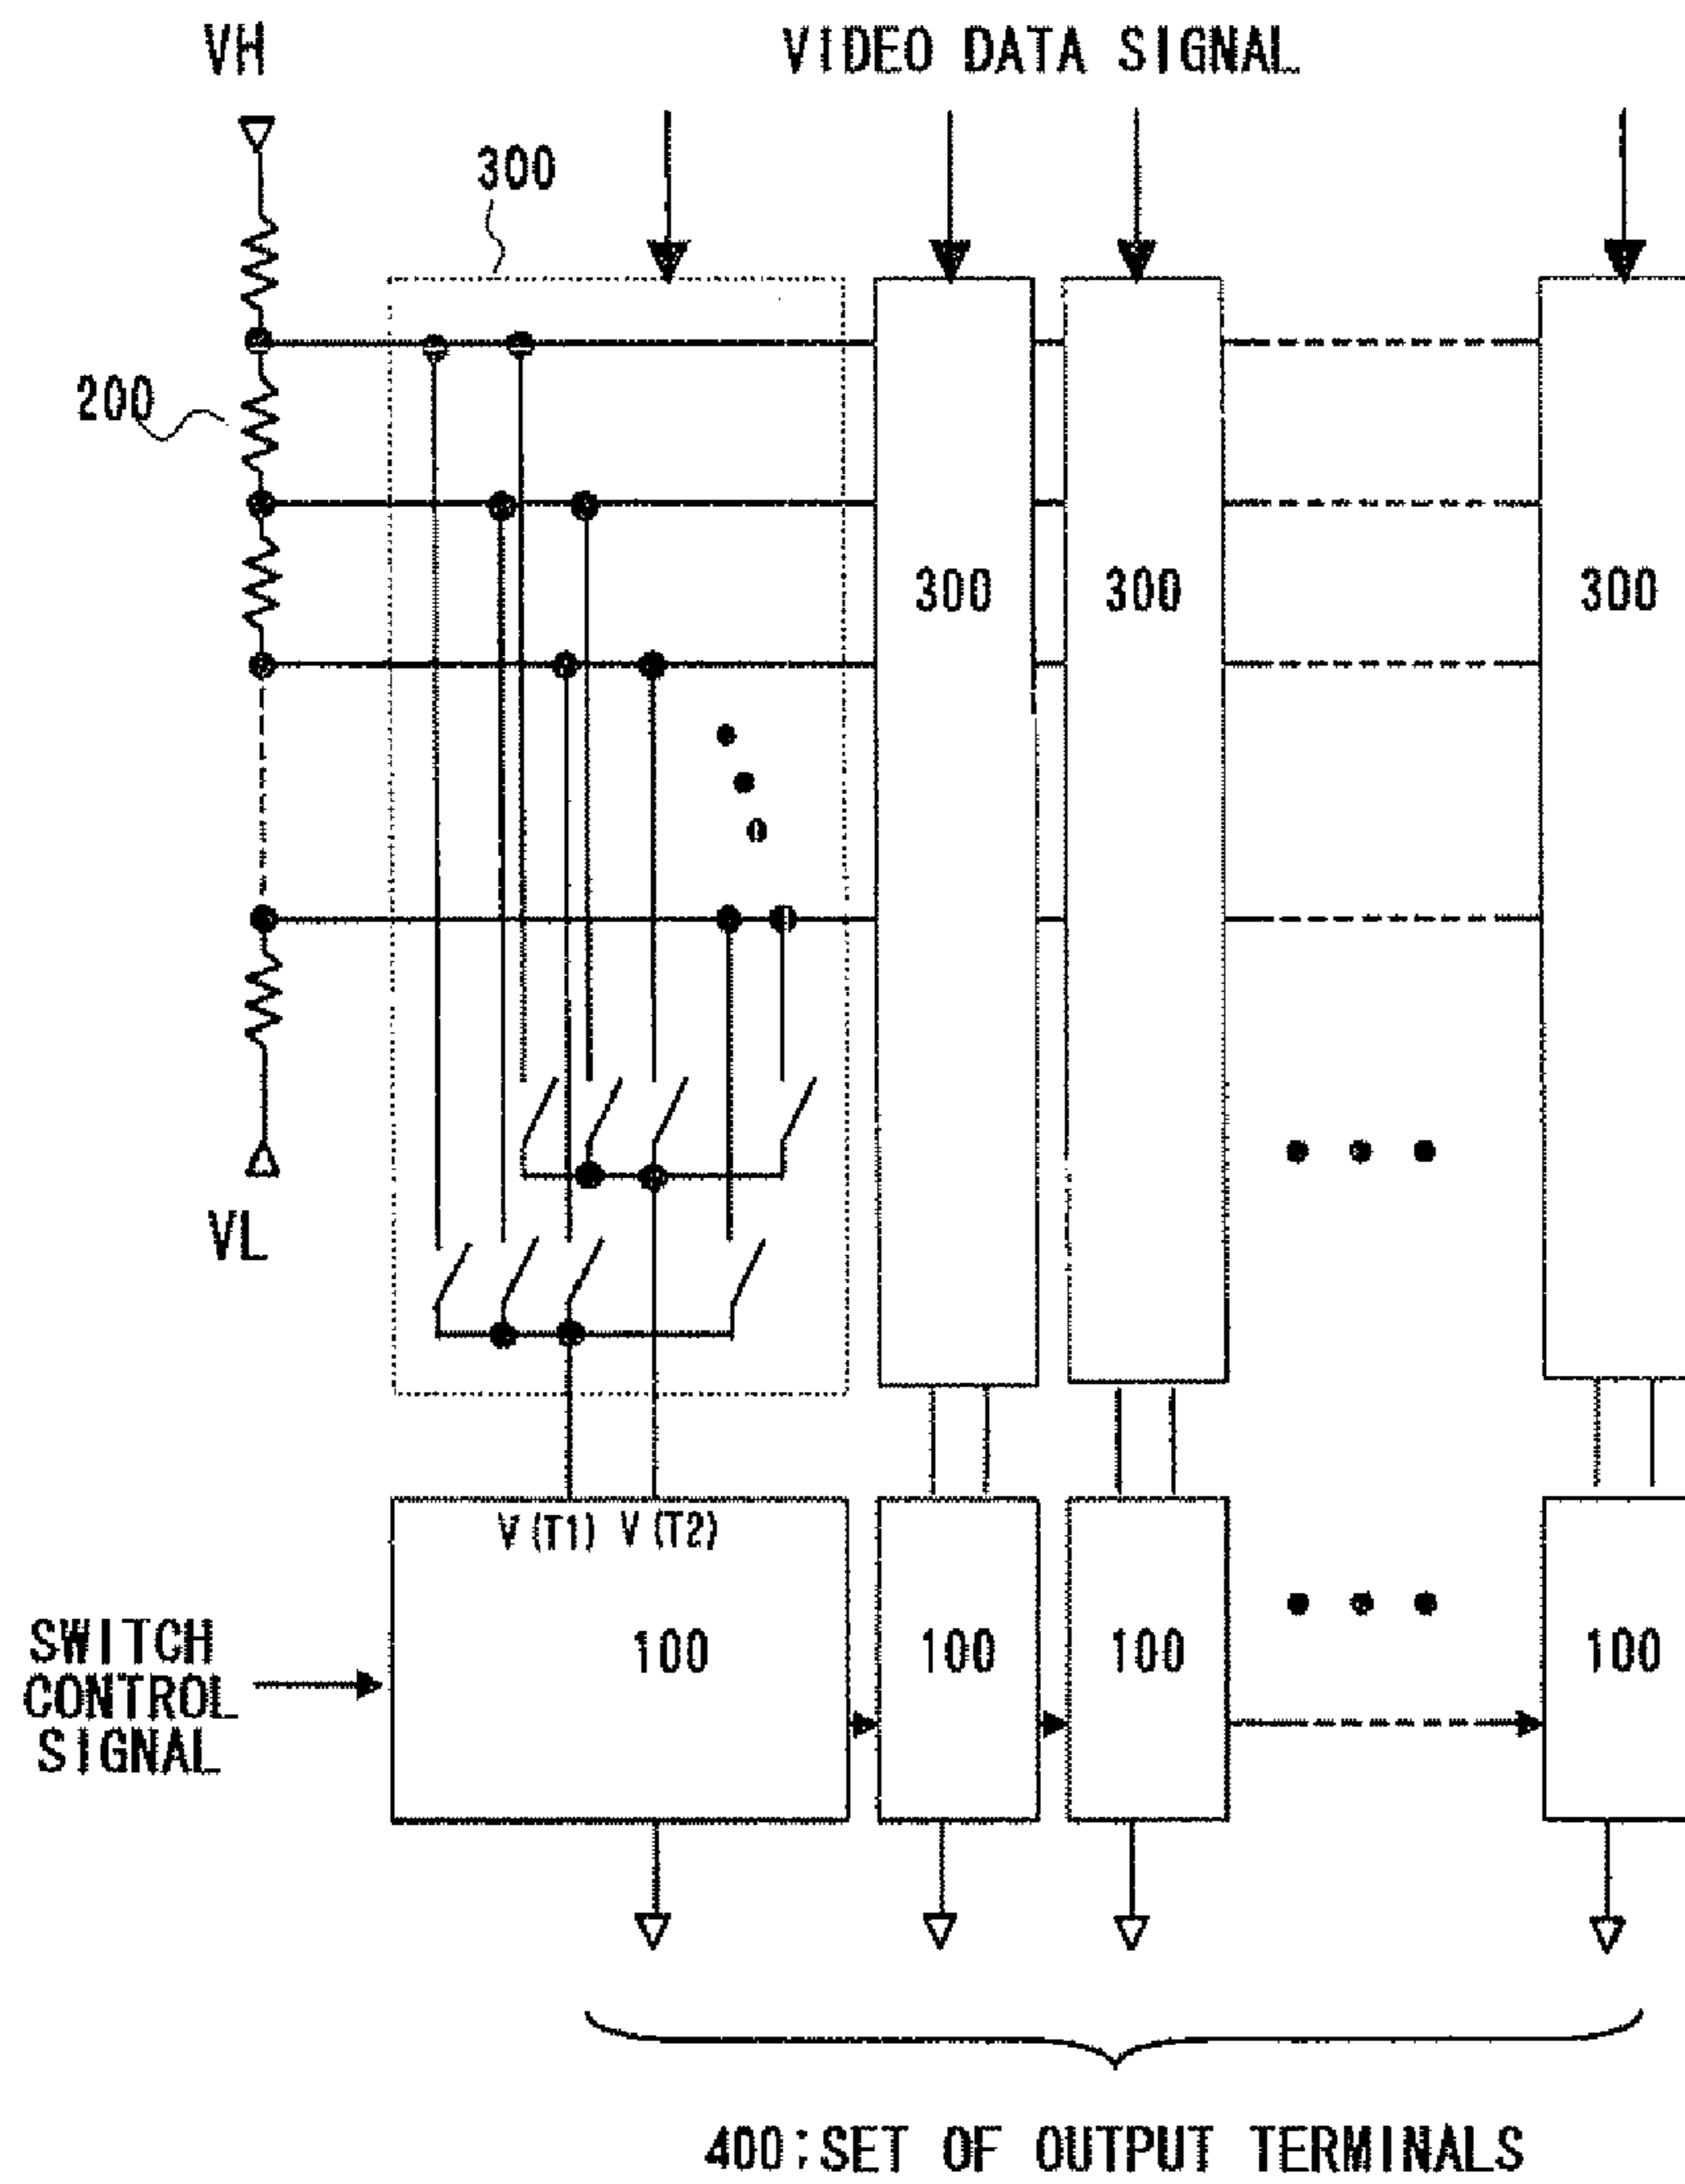 VH
VIDEO DATA SIGNAL
300
200
300
300
300
VL
V(T1) V(T2)
100
100
100
100
SWITCH
CONTROL
SIGNAL
400;SET OF OUTPUT TERMINALS